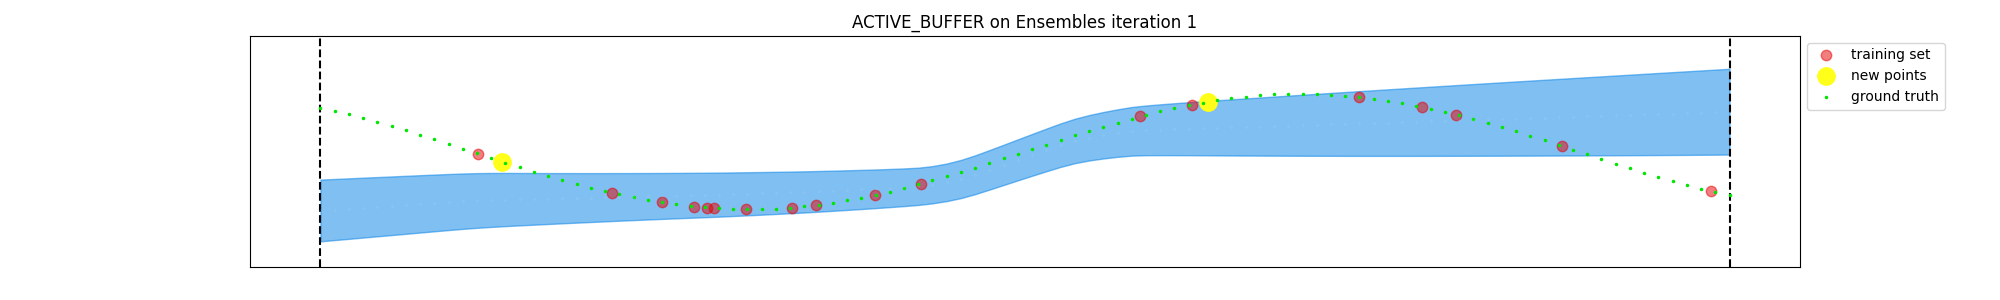 ACTIVE_BUFFER on Ensembles iteration 1
training set
new points
ground truth